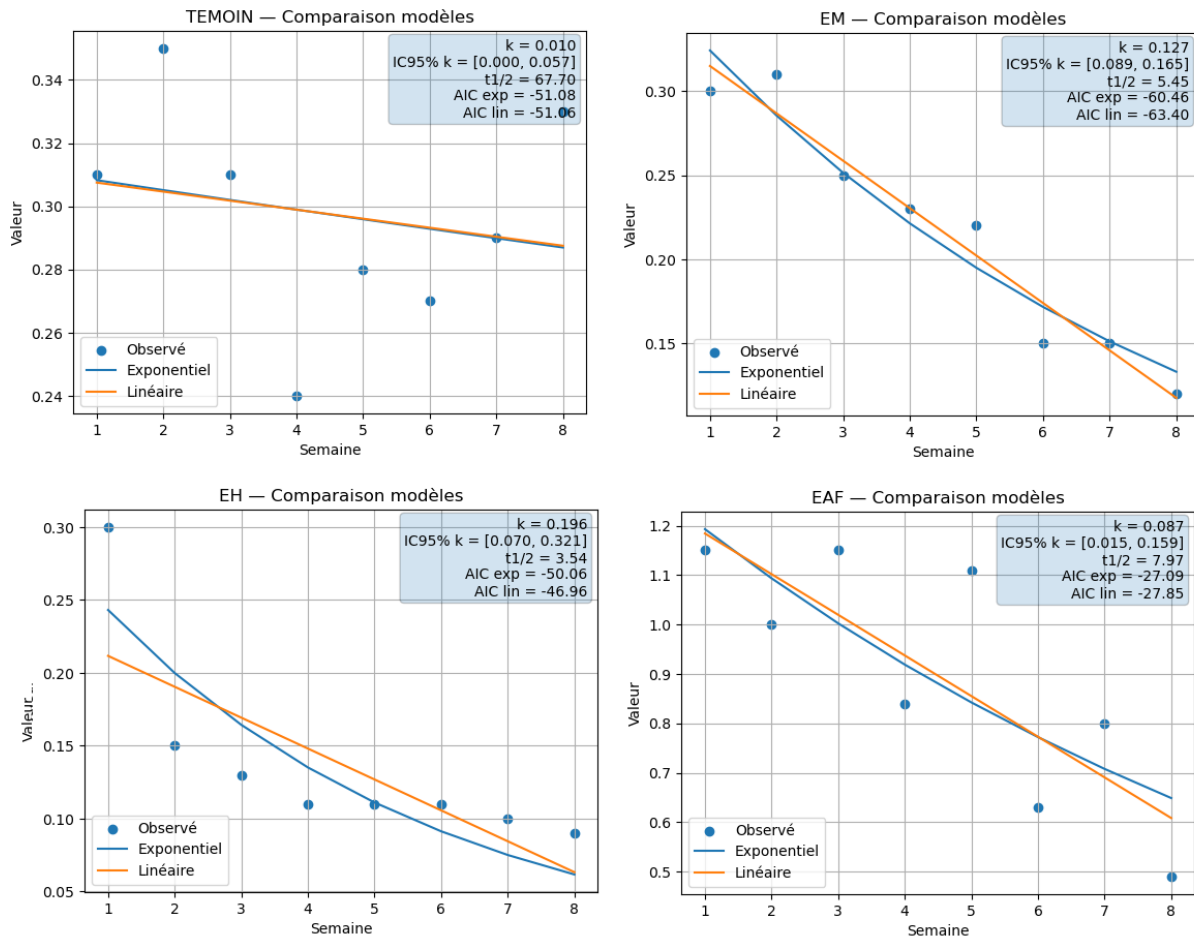 TEMOIN — Comparaison modèles
k = 0.010
IC95% k = [0.000, 0.057]
t1/2 = 67.70
AIC exp = -51.08
AIC lin = -51.06
0.34
0.32
0.30
0.28
0.26
0.24
Valeur
Observé
Exponentiel
Linéaire
1 2 3 4 5 6 7 8
Semaine
EM — Comparaison modèles
k = 0.127
IC95% k = [0.089, 0.165]
t1/2 = 5.45
AIC exp = -60.46
AIC lin = -63.40
0.30
0.25
0.20
0.15
Valeur
Observé
Exponentiel
Linéaire
1 2 3 4 5 6 7 8
Semaine
EH — Comparaison modèles
k = 0.196
IC95% k = [0.070, 0.321]
t1/2 = 3.54
AIC exp = -50.06
AIC lin = -46.96
0.30
0.25
0.20
0.15
0.10
0.05
Valeur
Observé
Exponentiel
Linéaire
1 2 3 4 5 6 7 8
Semaine
EAF — Comparaison modèles
k = 0.087
IC95% k = [0.015, 0.159]
t1/2 = 7.97
AIC exp = -27.09
AIC lin = -27.85
1.2
1.1
1.0
0.9
0.8
0.7
0.6
0.5
Valeur
Observé
Exponentiel
Linéaire
1 2 3 4 5 6 7 8
Semaine